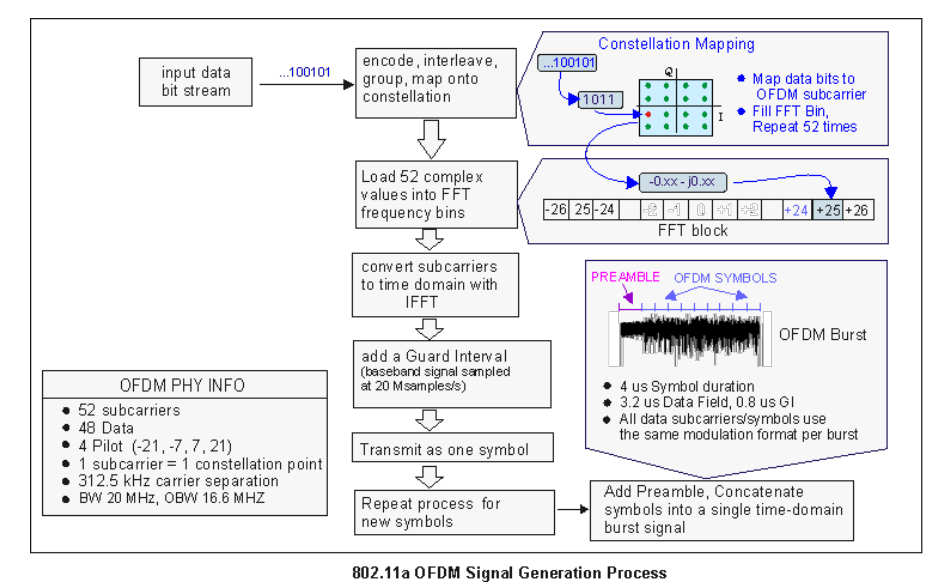 input data
bit stream
...100101
encode, interleave,
group, map onto
constellation
Constellation Mapping
...100101
1011
Q
I
Map data bits to
OFDM subcarrier
Fill FFT Bin,
Repeat 52 times
Load 52 complex
values into FFT
frequency bins
-0.xx - j0.xx
-26 25 -24 -2 -1 0 +1 +2 +24 +25 +26
FFT block
convert subcarriers
to time domain with
IFFT
PREAMBLE OFDM SYMBOLS
OFDM Burst
4 us Symbol duration
3.2 us Data Field, 0.8 us GI
All data subcarriers/symbols use
the same modulation format per burst
add a Guard Interval
(baseband signal sampled
at 20 Msamples/s)
OFDM PHY INFO
52 subcarriers
48 Data
4 Pilot (-21, -7, 7, 21)
1 subcarrier = 1 constellation point
312.5 kHz carrier separation
BW 20 MHz, OBW 16.6 MHZ
Transmit as one symbol
Repeat process for
new symbols
Add Preamble, Concatenate
symbols into a single time-domain
burst signal
802.11a OFDM Signal Generation Process